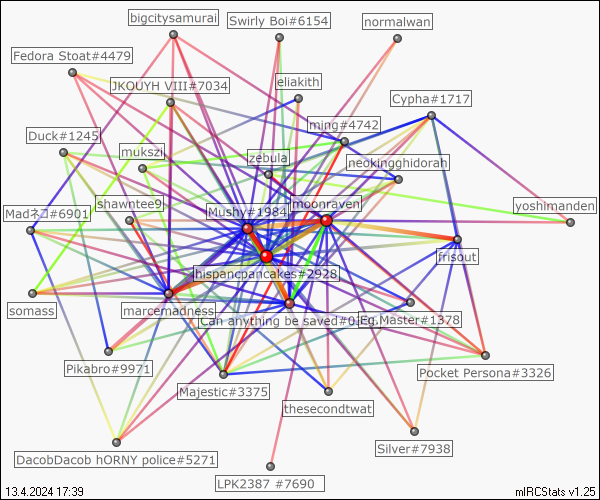 bigcitysamurai
Swirly Boi#6154
normalwan
Fedora Stoat#4479
eliakith
JKOUYH VIII#7034
Cypha#1717
ming#4742
Duck#1245
mukszi
zebula
neokingghidorah
shawntee9
moonraven
yoshimanden
Madネコ#6901
Mushy#1984
frisout
hispancpancakes#2928
somass
marcemadness
Can anything be saved#0
Eg.Master#1378
Pikabro#9971
Majestic#3375
Pocket Persona#3326
thesecondtwat
Silver#7938
DacobDacob hORNY police#5271
LPK2387 #7690
13.4.2024 17:39
mIRCStats v1.25